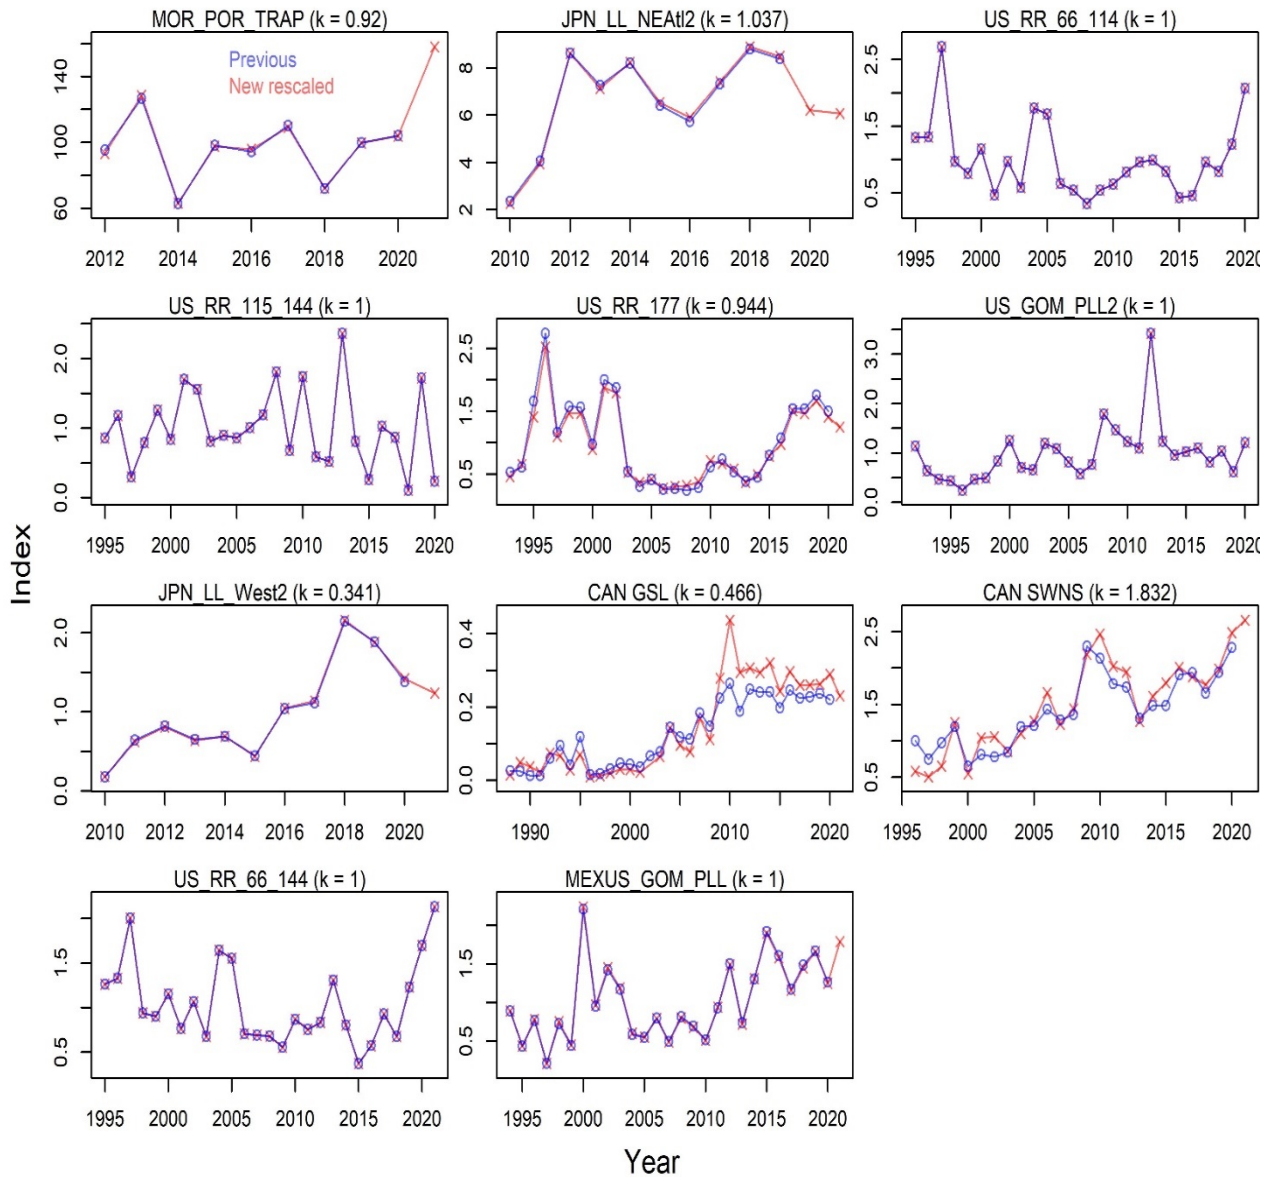 MOR_POR_TRAP (k = 0.92)
Previous
New rescaled
60 100 140
2012 2014 2016 2018 2020
JPN_LL_NEAtl2 (k = 1.037)
2 4 6 8
2010 2012 2014 2016 2018 2020
US_RR_66_114 (k = 1)
0.5 1.5 2.5
1995 2000 2005 2010 2015 2020
US_RR_115_144 (k = 1)
0.0 1.0 2.0
1995 2000 2005 2010 2015 2020
US_RR_177 (k = 0.944)
0.5 1.5 2.5
1995 2000 2005 2010 2015 2020
US_GOM_PLL2 (k = 1)
0.0 1.0 2.0 3.0
1995 2000 2005 2010 2015 2020
JPN_LL_West2 (k = 0.341)
0.0 1.0 2.0
2010 2012 2014 2016 2018 2020
CAN GSL (k = 0.466)
0.0 0.2 0.4
1990 2000 2010 2020
CAN SWNS (k = 1.832)
0.5 1.5 2.5
1995 2000 2005 2010 2015 2020
US_RR_66_144 (k = 1)
0.5 1.5
1995 2000 2005 2010 2015 2020
MEXUS_GOM_PLL (k = 1)
0.5 1.5
1995 2000 2005 2010 2015 2020
Index
Year